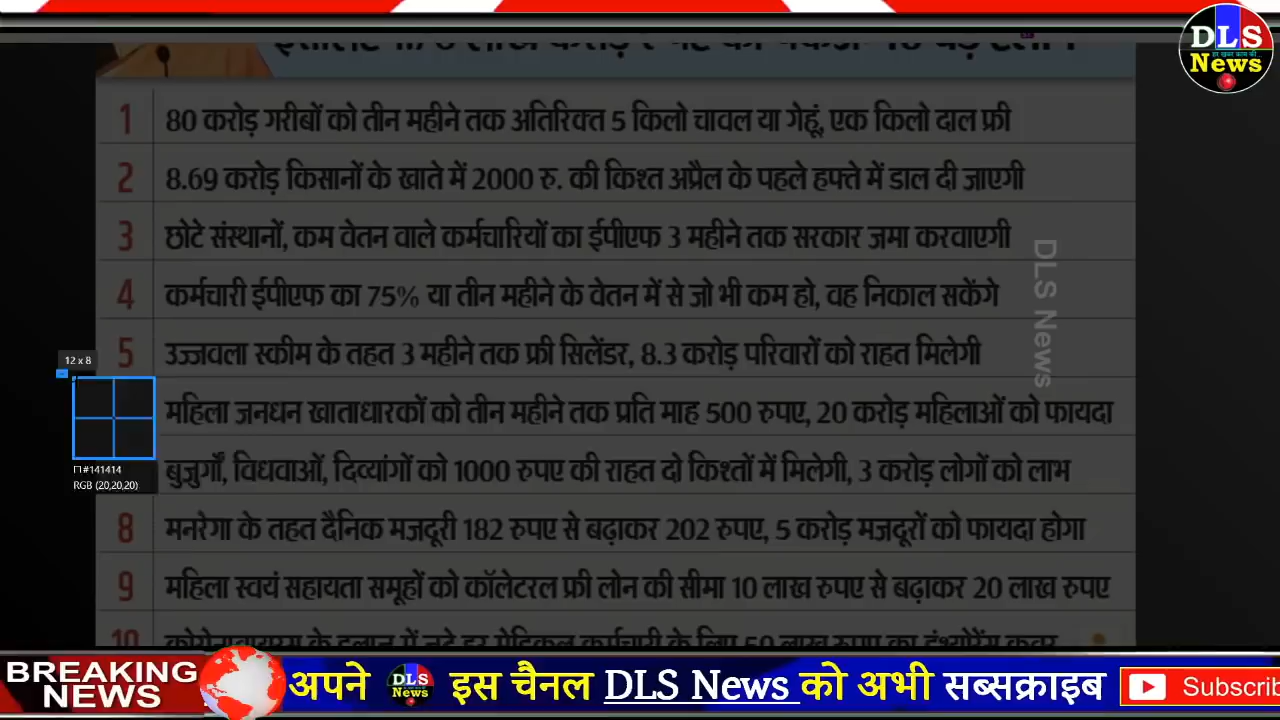 DLS
News
1 80 करोड़ गरीबों को तीन महीने तक अतिरिक्त 5 किलो चावल या गेहूं, एक किलो दाल फ्री
2 8.69 करोड़ किसानों के खाते में 2000 रु. की किश्त अप्रैल के पहले हफ्ते में डाल दी जाएगी
3 छोटे संस्थानों, कम वेतन वाले कर्मचारियों का ईपीएफ 3 महीने तक सरकार जमा करवाएगी
4 कर्मचारी ईपीएफ का 75% या तीन महीने के वेतन में से जो भी कम हो, वह निकाल सकेंगे
5 उज्जवला स्कीम के तहत 3 महीने तक फ्री सिलेंडर, 8.3 करोड़ परिवारों को राहत मिलेगी
DLS News
12 x 8
महिला जनधन खाताधारकों को तीन महीने तक प्रति माह 500 रुपए, 20 करोड़ महिलाओं को फायदा
#141414
RGB (20,20,20)
बुजुर्गों, विधवाओं, दिव्यांगों को 1000 रुपए की राहत दो किश्तों में मिलेगी, 3 करोड़ लोगों को लाभ
8 मनरेगा के तहत दैनिक मजदूरी 182 रुपए से बढ़ाकर 202 रुपए, 5 करोड़ मजदूरों को फायदा होगा
9 महिला स्वयं सहायता समूहों को कॉलेटरल फ्री लोन की सीमा 10 लाख रुपए से बढ़ाकर 20 लाख रुपए
BREAKING
NEWS
अपने DLS News इस चैनल DLS News को अभी सब्सक्राइब
Subscrib